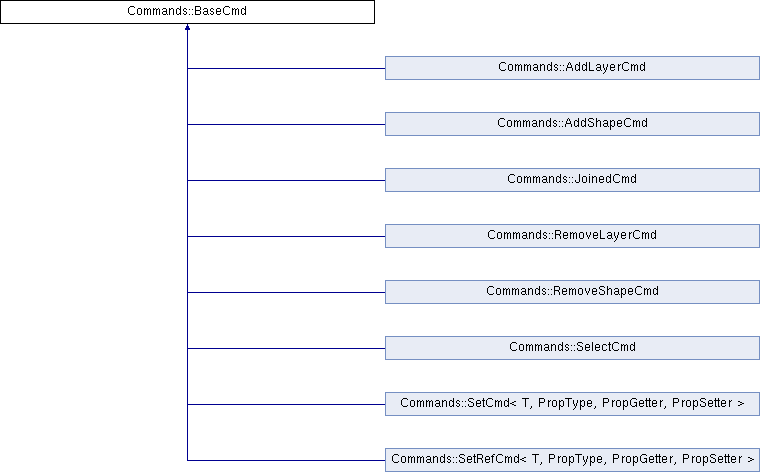 Commands::BaseCmd
Commands::AddLayerCmd
Commands::AddShapeCmd
Commands::JoinedCmd
Commands::RemoveLayerCmd
Commands::RemoveShapeCmd
Commands::SelectCmd
Commands::SetCmd< T, PropType, PropGetter, PropSetter >
Commands::SetRefCmd< T, PropType, PropGetter, PropSetter >